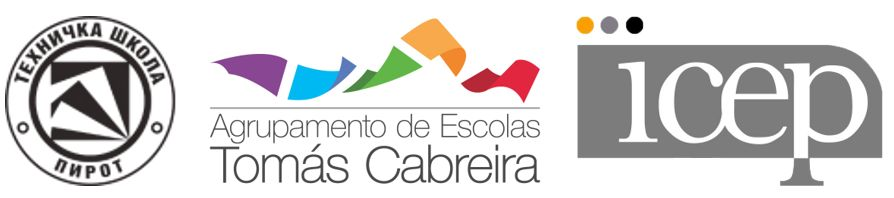 ТЕХНИЧКА ШКОЛА
ПИРОТ
Agrupamento de Escolas
Tomás Cabreira
icep